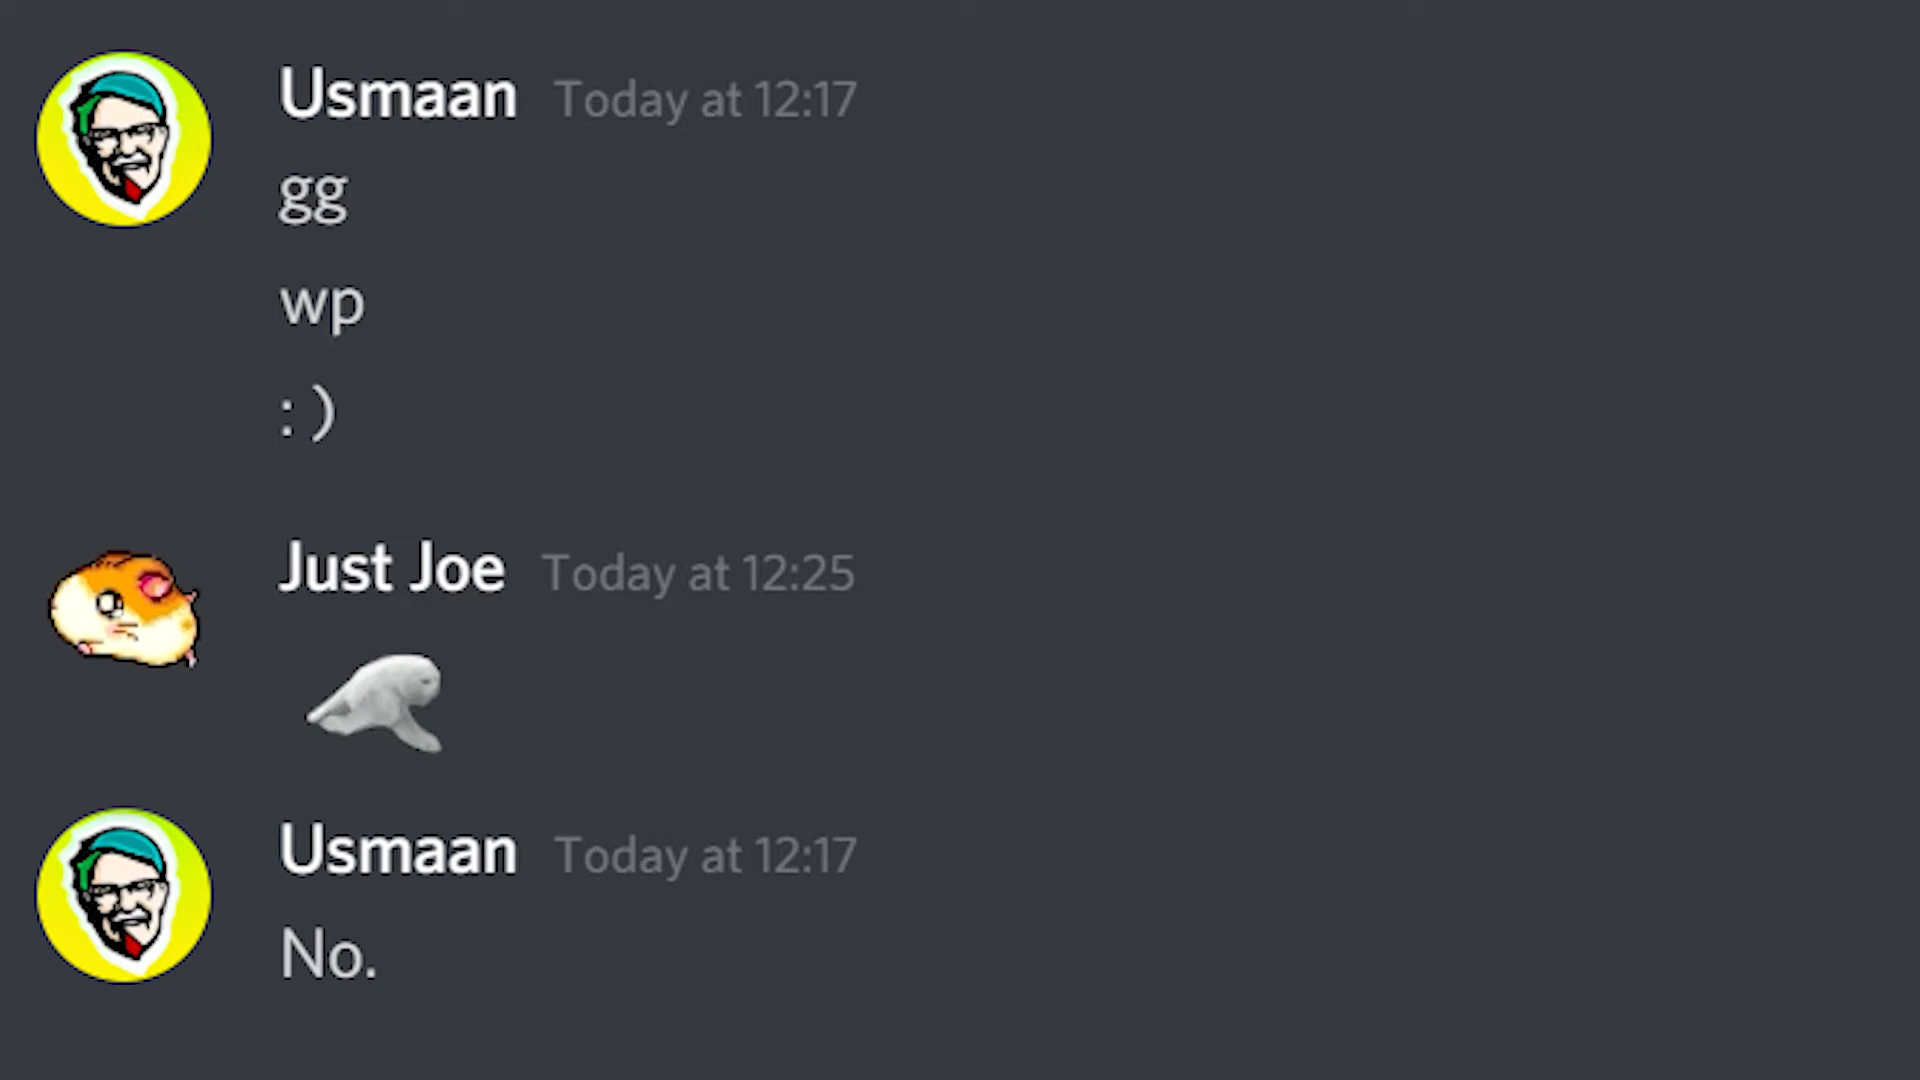 Usmaan Today at 12:17
gg
wp
: )
Just Joe Today at 12:25
Usmaan Today at 12:17
No.